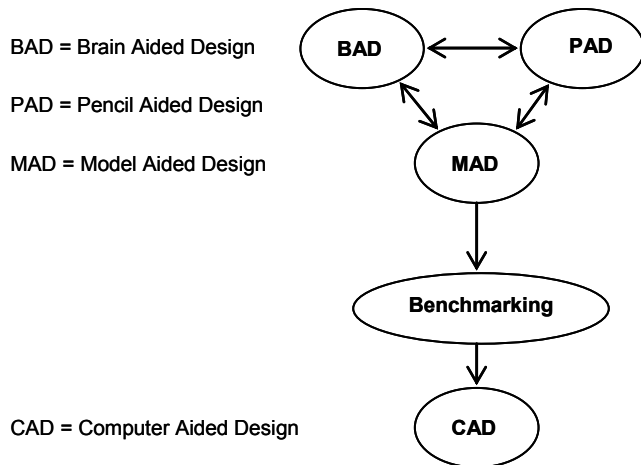 BAD = Brain Aided Design
BAD
PAD
PAD = Pencil Aided Design
MAD = Model Aided Design
MAD
Benchmarking
CAD = Computer Aided Design
CAD